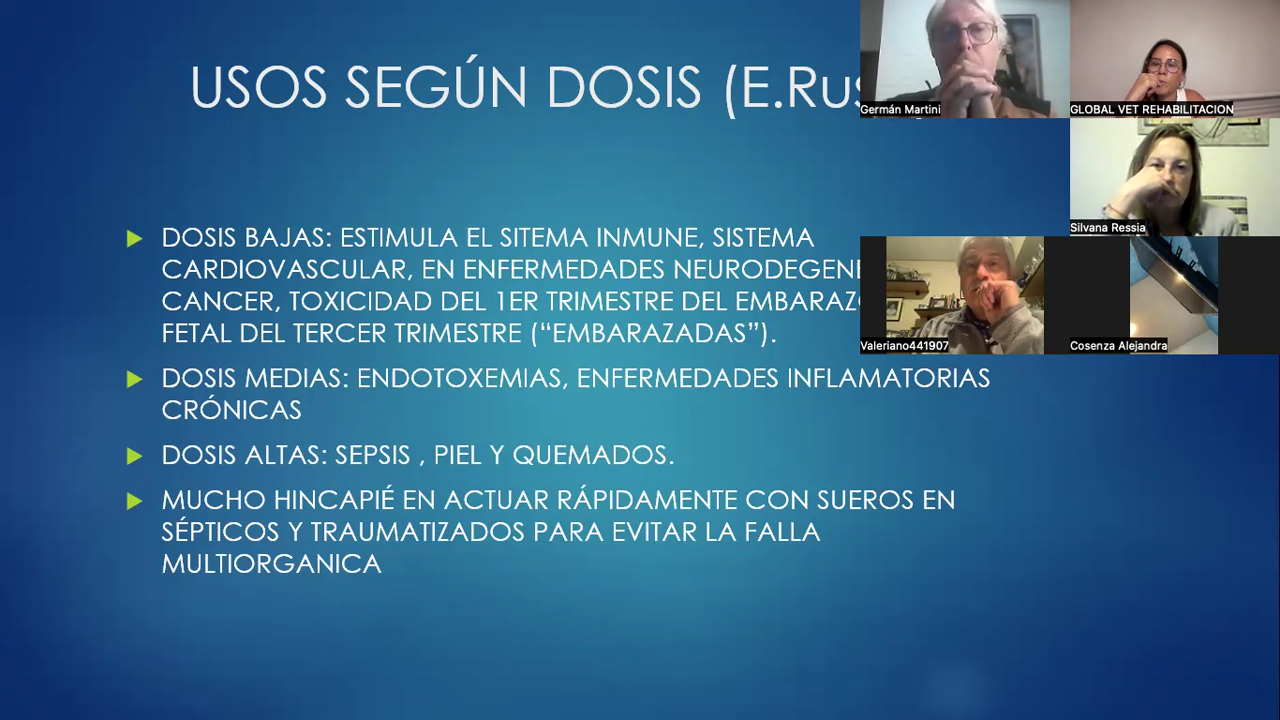 USOS SEGÚN DOSIS
DOSIS BAJAS: ESTIMULA EL SITEMA INMUNE, SISTEMA
CARDIOVASCULAR, EN ENFERMEDADES
CANCER, TOXICIDAD DEL 1ER TRIMESTRE DEL
FETAL DEL TERCER TRIMESTRE (“EMBARAZADAS”).
DOSIS MEDIAS: ENDOTOXEMIAS, ENFERMEDADES INFLAMATORIAS
CRÓNICAS
DOSIS ALTAS: SEPSIS , PIEL Y QUEMADOS.
MUCHO HINCAPIÉ EN ACTUAR RÁPIDAMENTE CON SUEROS EN
SÉPTICOS Y TRAUMATIZADOS PARA EVITAR LA FALLA
MULTIORGANICA
Germán Martini
GLOBAL VET REHABILITACION
Silvana Ressia
Valeriano441907
Cosenza Alejandra